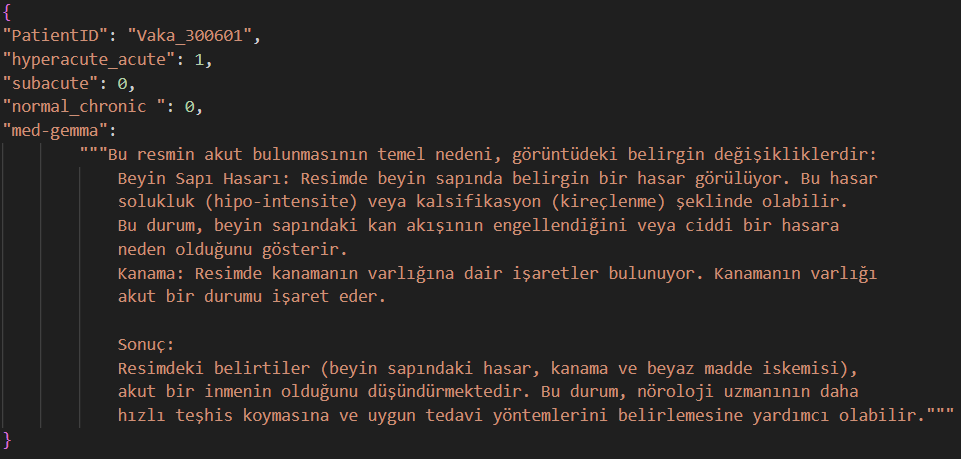 {
"PatientID": "Vaka_300601",
"hyperacute_acute": 1,
"subacute": 0,
"normal_chronic ": 0,
"med-gemma":
"""Bu resmin akut bulunmasının temel nedeni, görüntüdeki belirgin değişikliklerdir:
Beyin Sapı Hasarı: Resimde beyin sapında belirgin bir hasar görülüyor. Bu hasar
solukluk (hipo-intensite) veya kalsifikasyon (kireçlenme) şeklinde olabilir.
Bu durum, beyin sapındaki kan akışının engellendiğini veya ciddi bir hasara
neden olduğunu gösterir.
Kanama: Resimde kanamanın varlığına dair işaretler bulunuyor. Kanamanın varlığı
akut bir durumu işaret eder.
Sonuç:
Resimdeki belirtiler (beyin sapındaki hasar, kanama ve beyaz madde iskemisi),
akut bir inmenin olduğunu düşündürmektedir. Bu durum, nöroloji uzmanının daha
hızlı teşhis koymasına ve uygun tedavi yöntemlerini belirlemesine yardımcı olabilir."""
}